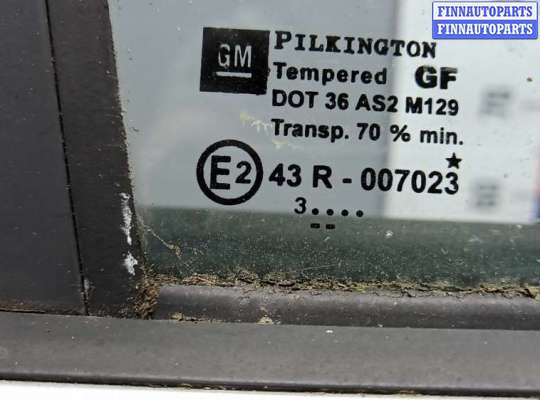 FINNAUTOPARTS
FINNAUTOPARTS
GM PILKINGTON
Tempered GF
DOT 36 AS2 M129
Transp. 70 % min.
E2 43 R - 007023
3....
--